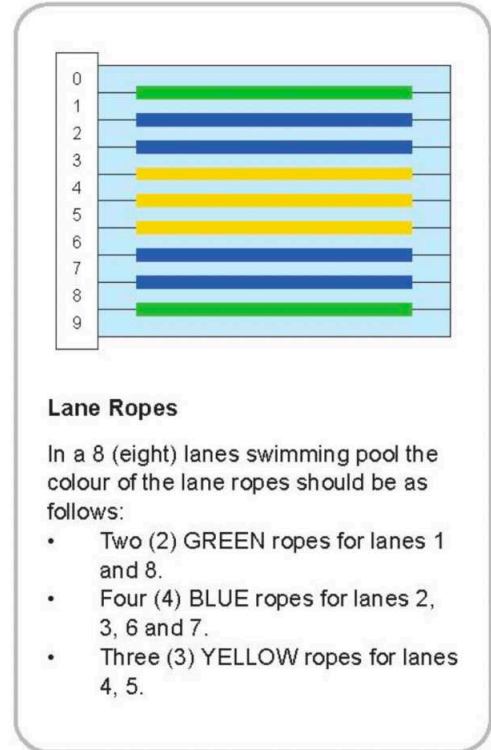 0
1
2
3
4
5
6
7
8
9
Lane Ropes
In a 8 (eight) lanes swimming pool the
colour of the lane ropes should be as
follows:
• Two (2) GREEN ropes for lanes 1
and 8.
• Four (4) BLUE ropes for lanes 2,
3, 6 and 7.
• Three (3) YELLOW ropes for lanes
4, 5.